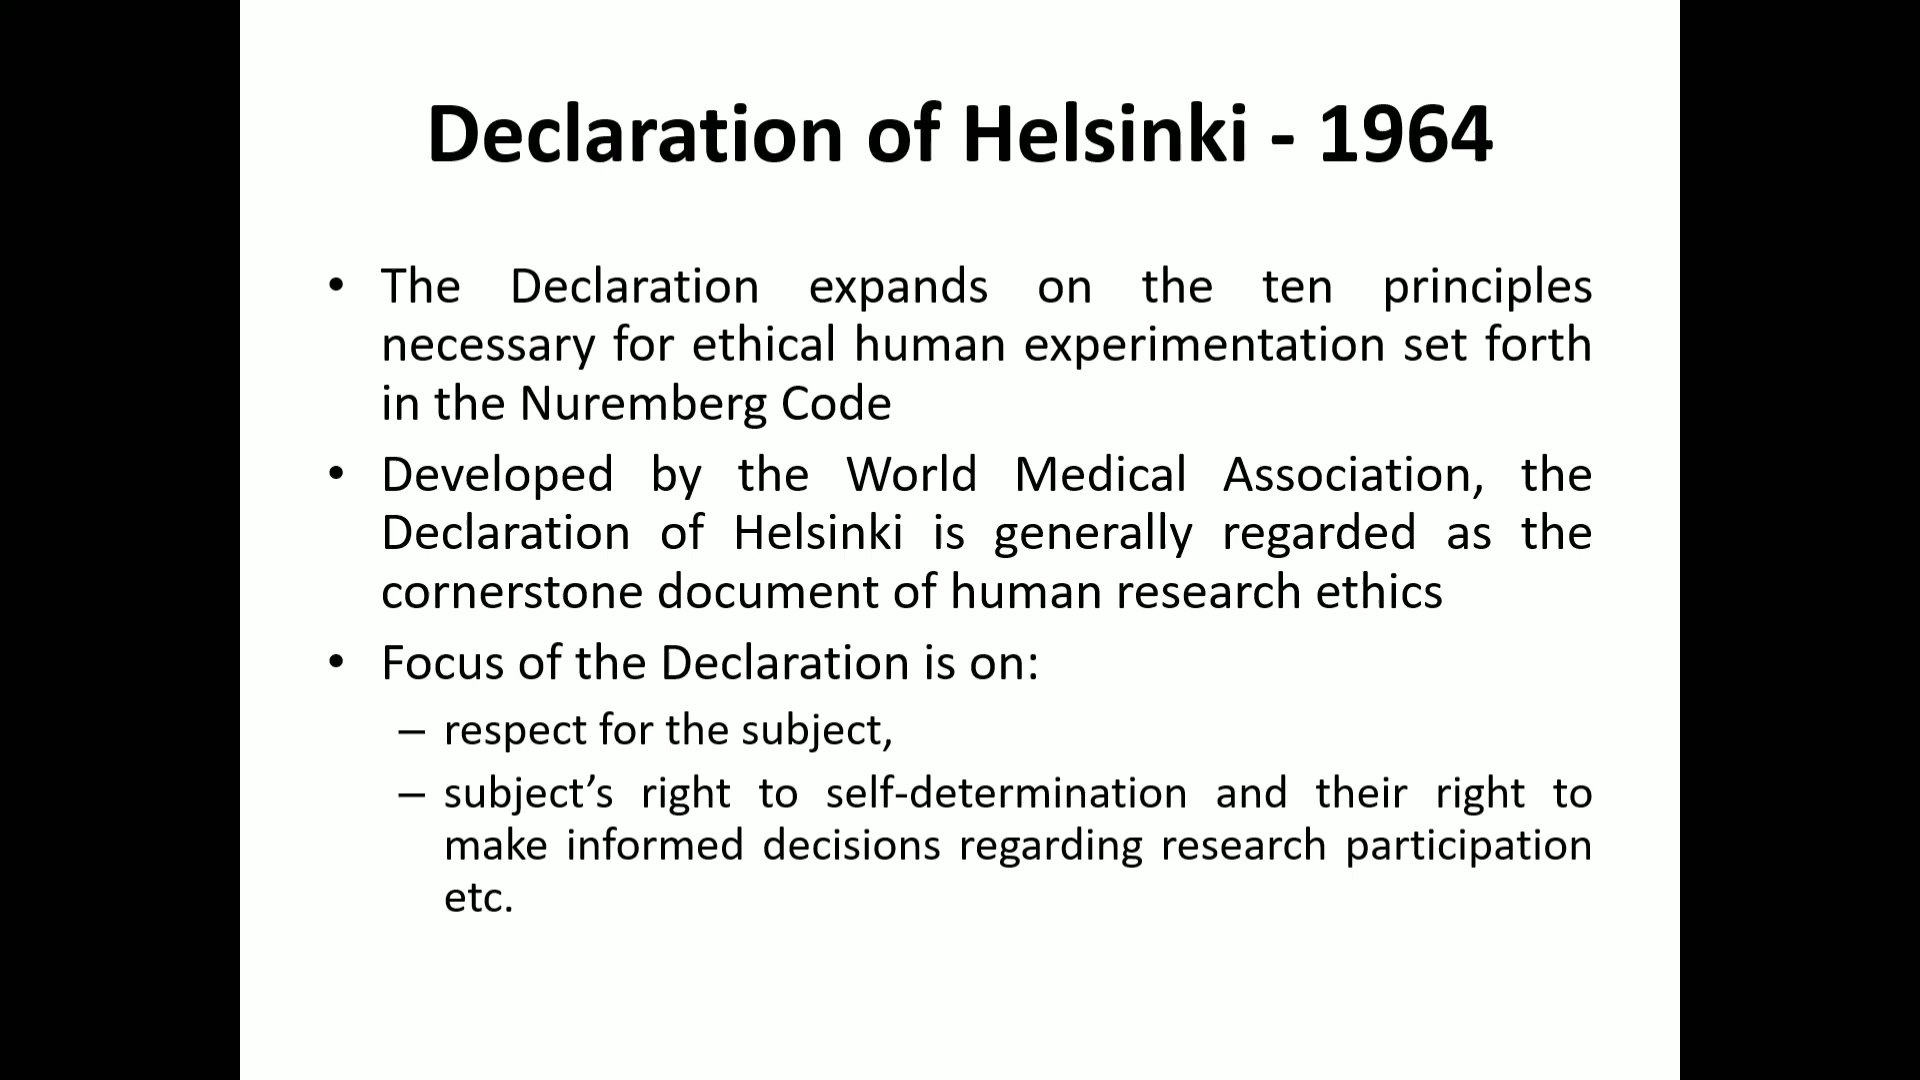 Declaration of Helsinki - 1964
• The Declaration expands on the ten principles
necessary for ethical human experimentation set forth
in the Nuremberg Code
• Developed by the World Medical Association, the
Declaration of Helsinki is generally regarded as the
cornerstone document of human research ethics
• Focus of the Declaration is on:
– respect for the subject,
– subject’s right to self-determination and their right to
make informed decisions regarding research participation
etc.